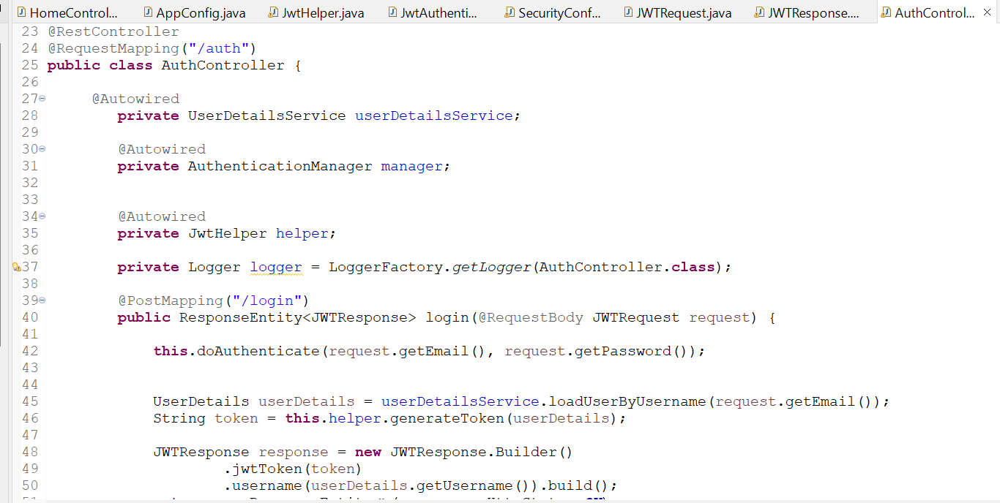 HomeControl... AppConfig.java JwtHelper.java JwtAuthenti... SecurityConf... JWTRequest.java JWTResponse.... AuthControl...
23 @RestController
24 @RequestMapping("/auth")
25 public class AuthController {
26
27 @Autowired
28 private UserDetailsService userDetailsService;
29
30 @Autowired
31 private AuthenticationManager manager;
32
33
34 @Autowired
35 private JwtHelper helper;
36
37 private Logger logger = LoggerFactory.getLogger(AuthController.class);
38
39 @PostMapping("/login")
40 public ResponseEntity<JWTResponse> login(@RequestBody JWTRequest request) {
41
42 this.doAuthenticate(request.getEmail(), request.getPassword());
43
44
45 UserDetails userDetails = userDetailsService.loadUserByUsername(request.getEmail());
46 String token = this.helper.generateToken(userDetails);
47
48 JWTResponse response = new JWTResponse.Builder()
49 .jwtToken(token)
50 .username(userDetails.getUsername()).build();